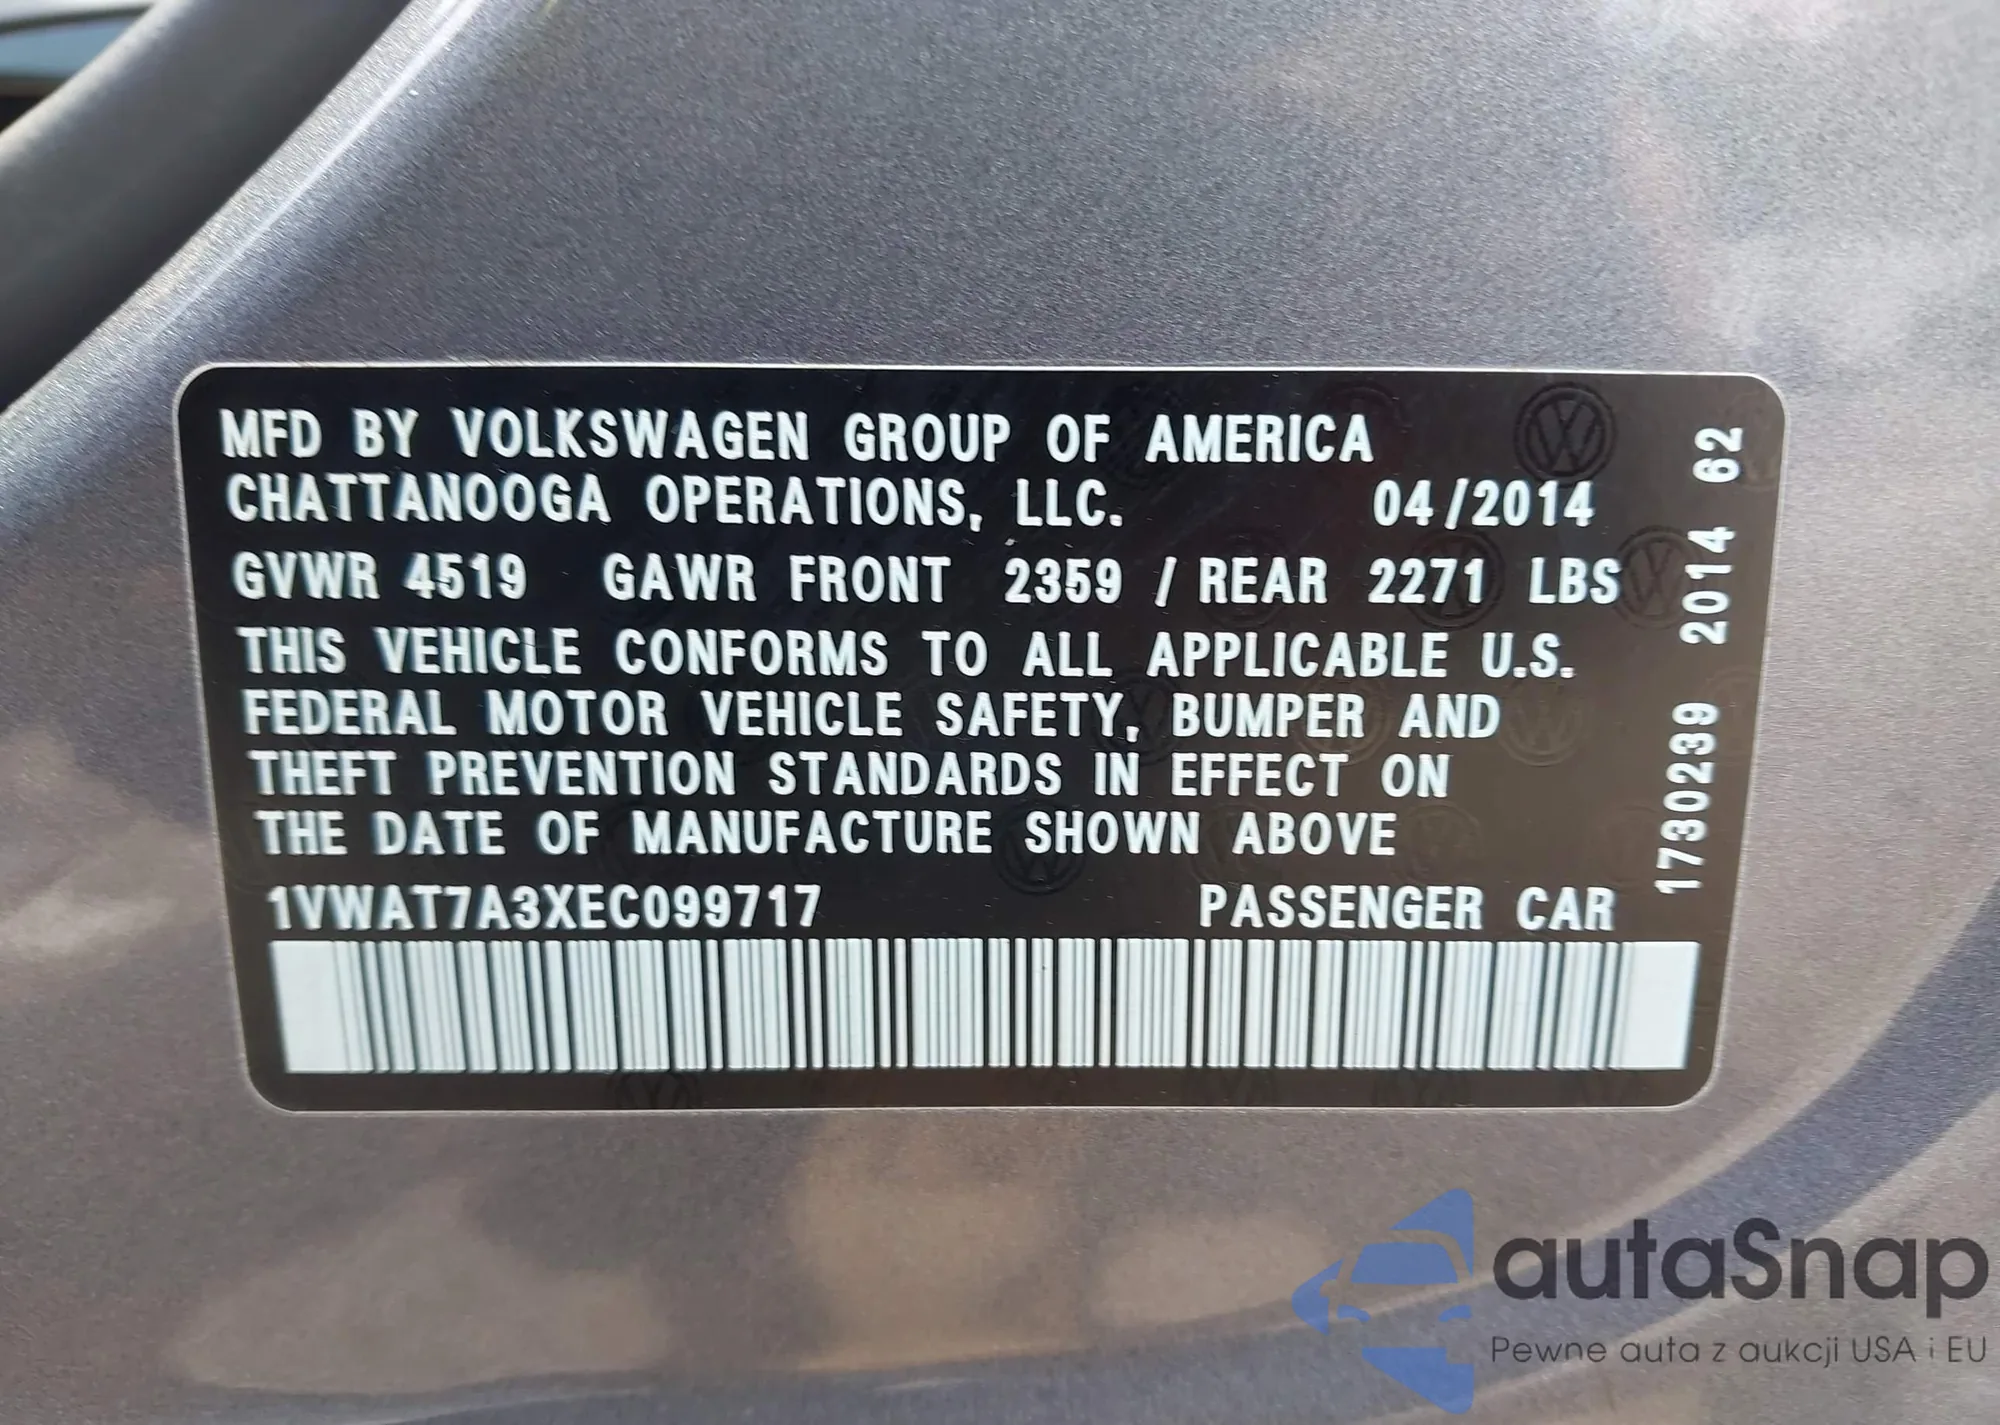 MFD BY VOLKSWAGEN GROUP OF AMERICA
CHATTANOOGA OPERATIONS, LLC. 04/2014
GVWR 4519 GAWR FRONT 2359 / REAR 2271 LBS
THIS VEHICLE CONFORMS TO ALL APPLICABLE U.S.
FEDERAL MOTOR VEHICLE SAFETY, BUMPER AND
THEFT PREVENTION STANDARDS IN EFFECT ON
THE DATE OF MANUFACTURE SHOWN ABOVE
1VWAT7A3XEC099717 PASSENGER CAR
1730239 2014 62
autaSnap
Pewne auta z aukcji USA i EU